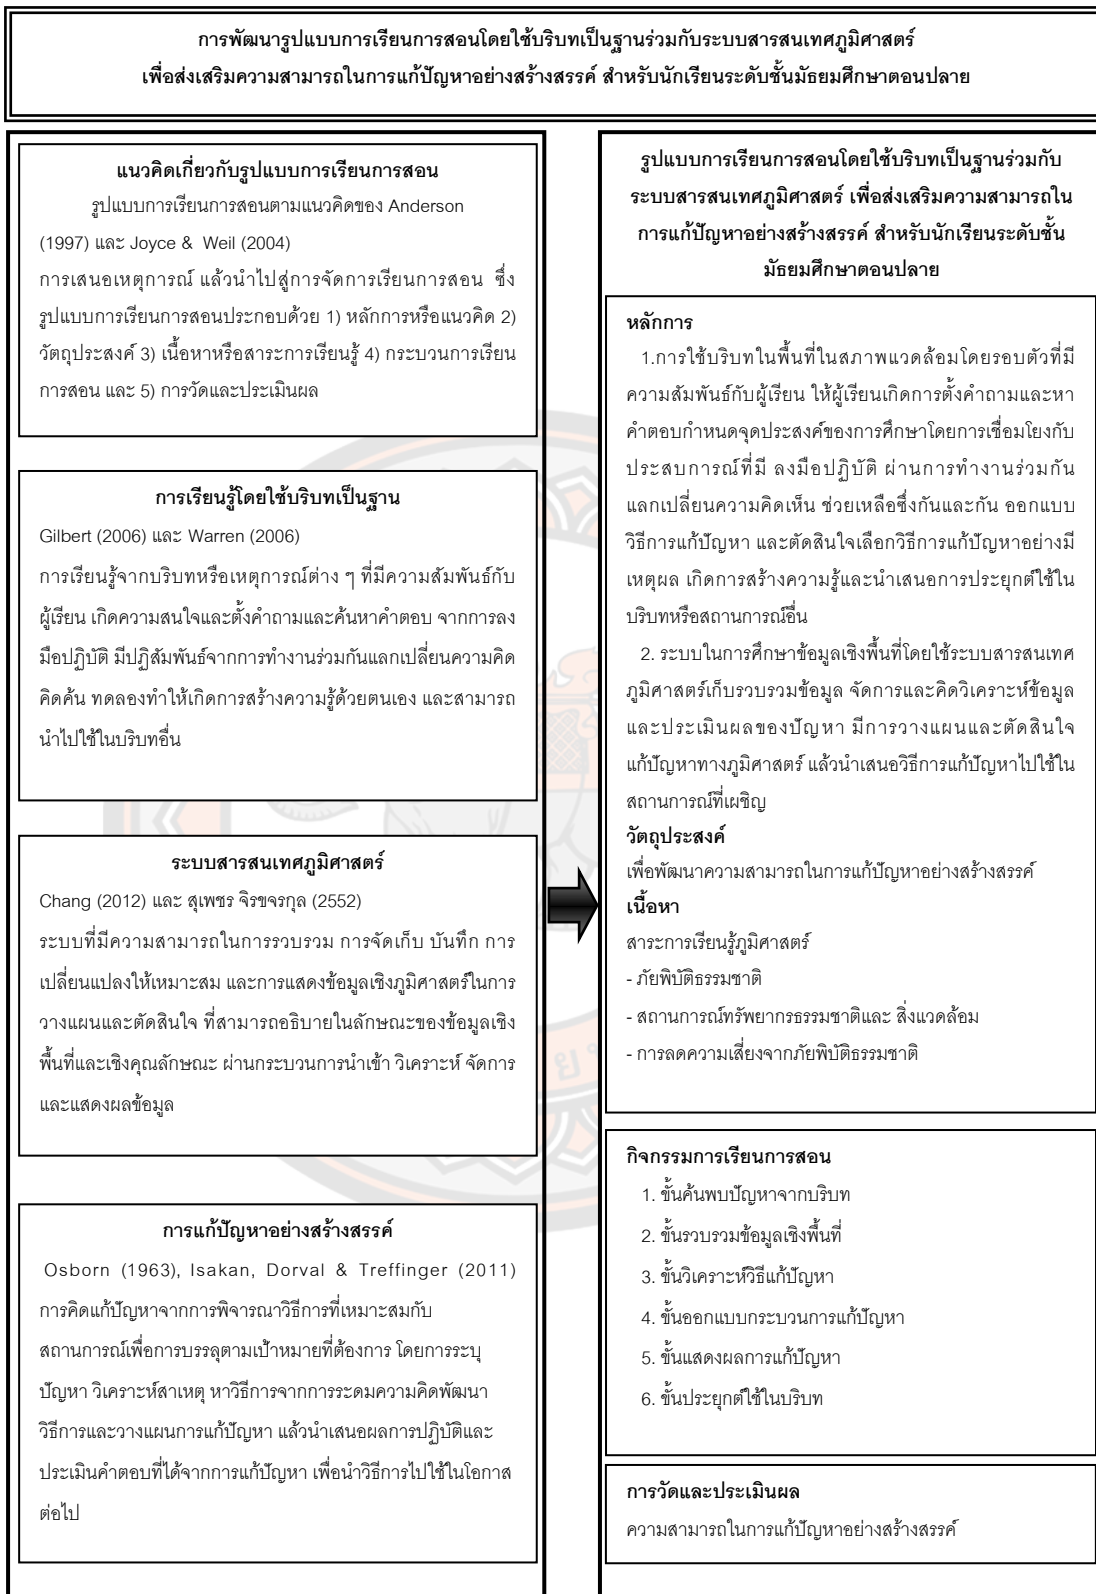 การพัฒนารูปแบบการเรียนการสอนโดยใช้บริบทเป็นฐานร่วมกับระบบสารสนเทศภูมิศาสตร์
เพื่อส่งเสริมความสามารถในการแก้ปัญหาอย่างสร้างสรรค์ สำหรับนักเรียนระดับชั้นมัธยมศึกษาตอนปลาย
แนวคิดเกี่ยวกับรูปแบบการเรียนการสอน
รูปแบบการเรียนการสอนตามแนวคิดของ Anderson
(1997) และ Joyce & Weil (2004)
การเสนอเหตุการณ์ แล้วนำไปสู่การจัดการเรียนการสอน ซึ่ง
รูปแบบการเรียนการสอนประกอบด้วย 1) หลักการหรือแนวคิด 2)
วัตถุประสงค์ 3) เนื้อหาหรือสาระการเรียนรู้ 4) กระบวนการเรียน
การสอน และ 5) การวัดและประเมินผล
การเรียนรู้โดยใช้บริบทเป็นฐาน
Gilbert (2006) และ Warren (2006)
การเรียนรู้จากบริบทหรือเหตุการณ์ต่าง ๆ ที่มีความสัมพันธ์กับ
ผู้เรียน เกิดความสนใจและตั้งคำถามและค้นหาคำตอบ จากการลง
มือปฏิบัติ มีปฏิสัมพันธ์จากการทำงานร่วมกันแลกเปลี่ยนความคิด
คิดค้น ทดลองทำให้เกิดการสร้างความรู้ด้วยตนเอง และสามารถ
นำไปใช้ในบริบทอื่น
ระบบสารสนเทศภูมิศาสตร์
Chang (2012) และ สุเพชร จิรขจรกุล (2552)
ระบบที่มีความสามารถในการรวบรวม การจัดเก็บ บันทึก การ
เปลี่ยนแปลงให้เหมาะสม และการแสดงข้อมูลเชิงภูมิศาสตร์ในการ
วางแผนและตัดสินใจ ที่สามารถอธิบายในลักษณะของข้อมูลเชิง
พื้นที่และเชิงคุณลักษณะ ผ่านกระบวนการนำเข้า วิเคราะห์ จัดการ
และแสดงผลข้อมูล
การแก้ปัญหาอย่างสร้างสรรค์
Osborn (1963), Isakan, Dorval & Treffinger (2011)
การคิดแก้ปัญหาจากการพิจารณาวิธีการที่เหมาะสมกับ
สถานการณ์เพื่อการบรรลุตามเป้าหมายที่ต้องการ โดยการระบุ
ปัญหา วิเคราะห์สาเหตุ หาวิธีการจากการระดมความคิดพัฒนา
วิธีการและวางแผนการแก้ปัญหา แล้วนำเสนอผลการปฏิบัติและ
ประเมินคำตอบที่ได้จากการแก้ปัญหา เพื่อนำวิธีการไปใช้ในโอกาส
ต่อไป
รูปแบบการเรียนการสอนโดยใช้บริบทเป็นฐานร่วมกับ
ระบบสารสนเทศภูมิศาสตร์ เพื่อส่งเสริมความสามารถใน
การแก้ปัญหาอย่างสร้างสรรค์ สำหรับนักเรียนระดับชั้น
มัธยมศึกษาตอนปลาย
หลักการ
1.การใช้บริบทในพื้นที่ในสภาพแวดล้อมโดยรอบตัวที่มี
ความสัมพันธ์กับผู้เรียน ให้ผู้เรียนเกิดการตั้งคำถามและหา
คำตอบกำหนดจุดประสงค์ของการศึกษาโดยการเชื่อมโยงกับ
ประสบการณ์ที่มี ลงมือปฏิบัติ ผ่านการทำงานร่วมกัน
แลกเปลี่ยนความคิดเห็น ช่วยเหลือซึ่งกันและกัน ออกแบบ
วิธีการแก้ปัญหา และตัดสินใจเลือกวิธีการแก้ปัญหาอย่างมี
เหตุผล เกิดการสร้างความรู้และนำเสนอการประยุกต์ใช้ใน
บริบทหรือสถานการณ์อื่น
2. ระบบในการศึกษาข้อมูลเชิงพื้นที่โดยใช้ระบบสารสนเทศ
ภูมิศาสตร์เก็บรวบรวมข้อมูล จัดการและคิดวิเคราะห์ข้อมูล
และประเมินผลของปัญหา มีการวางแผนและตัดสินใจ
แก้ปัญหาทางภูมิศาสตร์ แล้วนำเสนอวิธีการแก้ปัญหาไปใช้ใน
สถานการณ์ที่เผชิญ
วัตถุประสงค์
เพื่อพัฒนาความสามารถในการแก้ปัญหาอย่างสร้างสรรค์
เนื้อหา
สาระการเรียนรู้ภูมิศาสตร์
- ภัยพิบัติธรรมชาติ
- สถานการณ์ทรัพยากรธรรมชาติและ สิ่งแวดล้อม
- การลดความเสี่ยงจากภัยพิบัติธรรมชาติ
กิจกรรมการเรียนการสอน
1. ขั้นค้นพบปัญหาจากบริบท
2. ขั้นรวบรวมข้อมูลเชิงพื้นที่
3. ขั้นวิเคราะห์วิธีแก้ปัญหา
4. ขั้นออกแบบกระบวนการแก้ปัญหา
5. ขั้นแสดงผลการแก้ปัญหา
6. ขั้นประยุกต์ใช้ในบริบท
การวัดและประเมินผล
ความสามารถในการแก้ปัญหาอย่างสร้างสรรค์